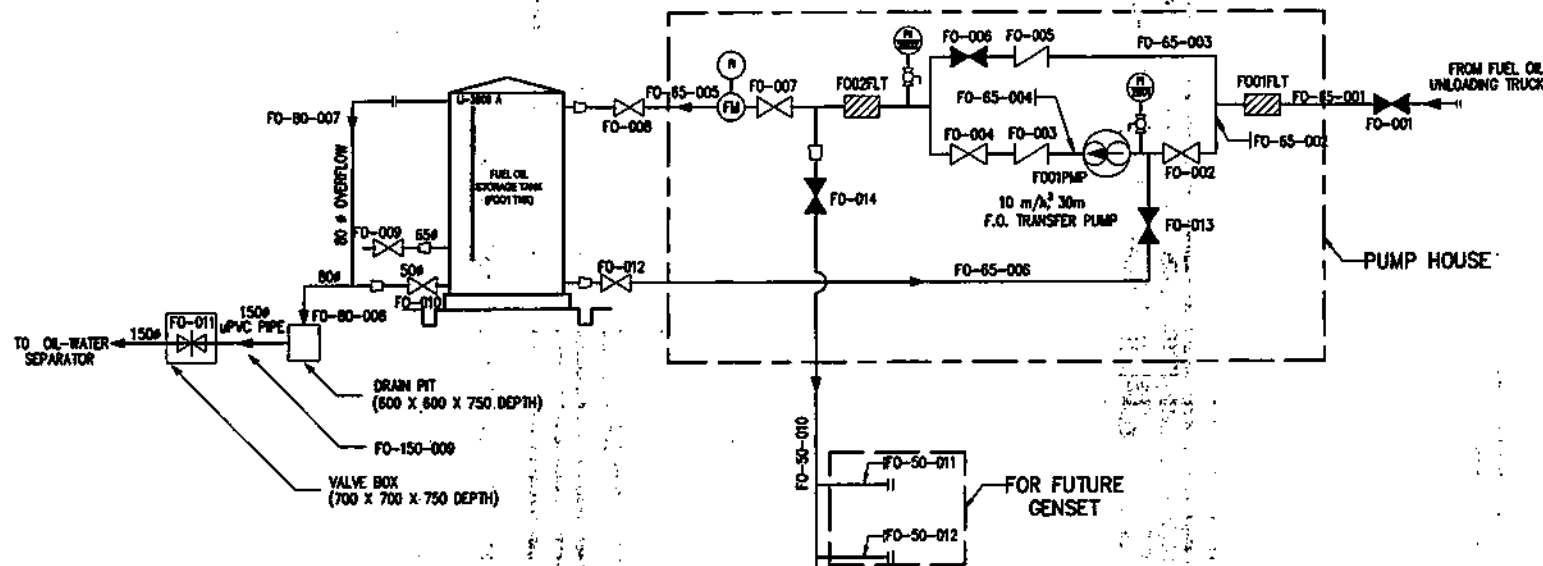 FO-006
FO-005
FO-65-003
FI
FO-65-005
FO-007
FO02FLT
FO01FLT
FROM FUEL OIL
UNLOADING TRUCK
FO-65-001
FO-80-007
FM
FO-008
FO-65-004
FO-001
FO-004
FO-003
FO-65-002
80 ø OVERFLOW
FUEL OIL
STORAGE TANK
FO01PMP
FO-002
FO-014
10 m/h,³ 30m
F.O. TRANSFER PUMP
FO-013
FO-009
65ø
FO-012
FO-65-006
PUMP HOUSE
80ø
50ø
FO-010
FO-80-008
150ø
uPVC PIPE
FO-011
150ø
TO OIL-WATER
SEPARATOR
DRAIN PIT
(600 X 600 X 750 DEPTH)
FO-150-009
VALVE BOX
(700 X 700 X 750 DEPTH)
FO-50-010
FO-50-011
FOR FUTURE
GENSET
FO-50-012